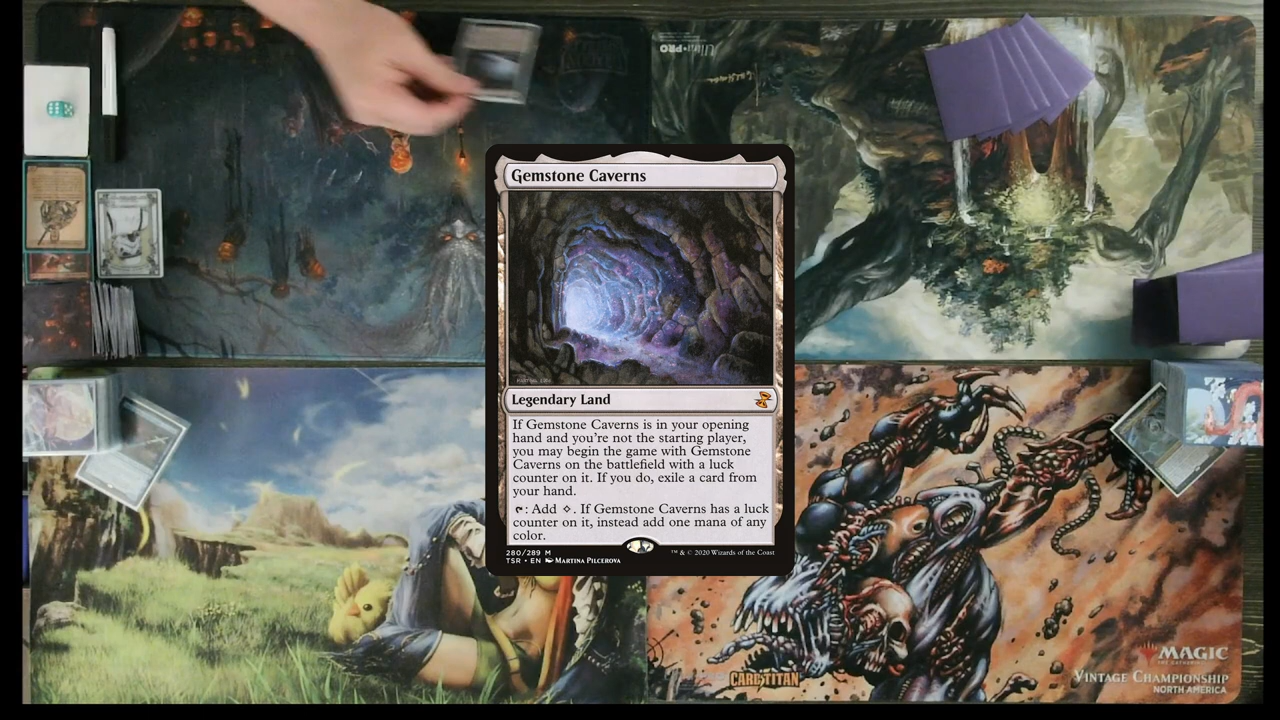 Ultra•PRO
Gemstone Caverns
Legendary Land
If Gemstone Caverns is in your opening
hand and you're not the starting player,
you may begin the game with Gemstone
Caverns on the battlefield with a luck
counter on it. If you do, exile a card from
your hand.
: Add . If Gemstone Caverns has a luck
counter on it, instead add one mana of any
color.
280/289 M
TSR • EN MARTINA PILCEROVA
™ & © 2020 Wizards of the Coast
CARD TITAN
MAGIC
THE GATHERING
VINTAGE CHAMPIONSHIP
NORTH AMERICA